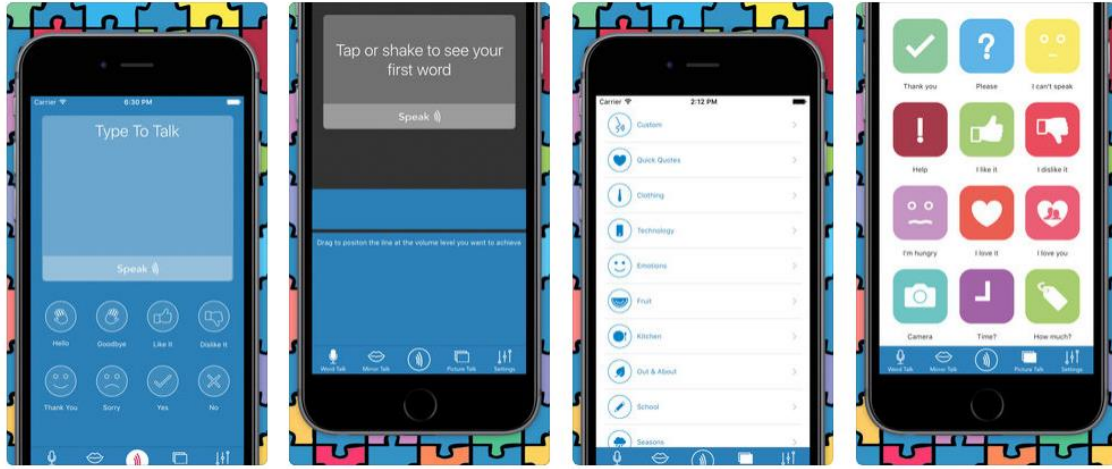 Carrier 6:30 PM
Type To Talk
Speak
Hello Goodbye Like It Dislike It
Thank You Sorry Yes No
Tap or shake to see your
first word
Speak
Drag to position the line at the volume level you want to achieve
Word Talk Mirror Talk Picture Talk Settings
Carrier 2:12 PM
Custom
Quick Quotes
Clothing
Technology
Emotions
Fruit
Kitchen
Out & About
School
Seasons
Thank you Please I can't speak
Help I like it I dislike it
I'm hungry I love it I love you
Camera Time? How much?
Word Talk Mirror Talk Picture Talk Settings